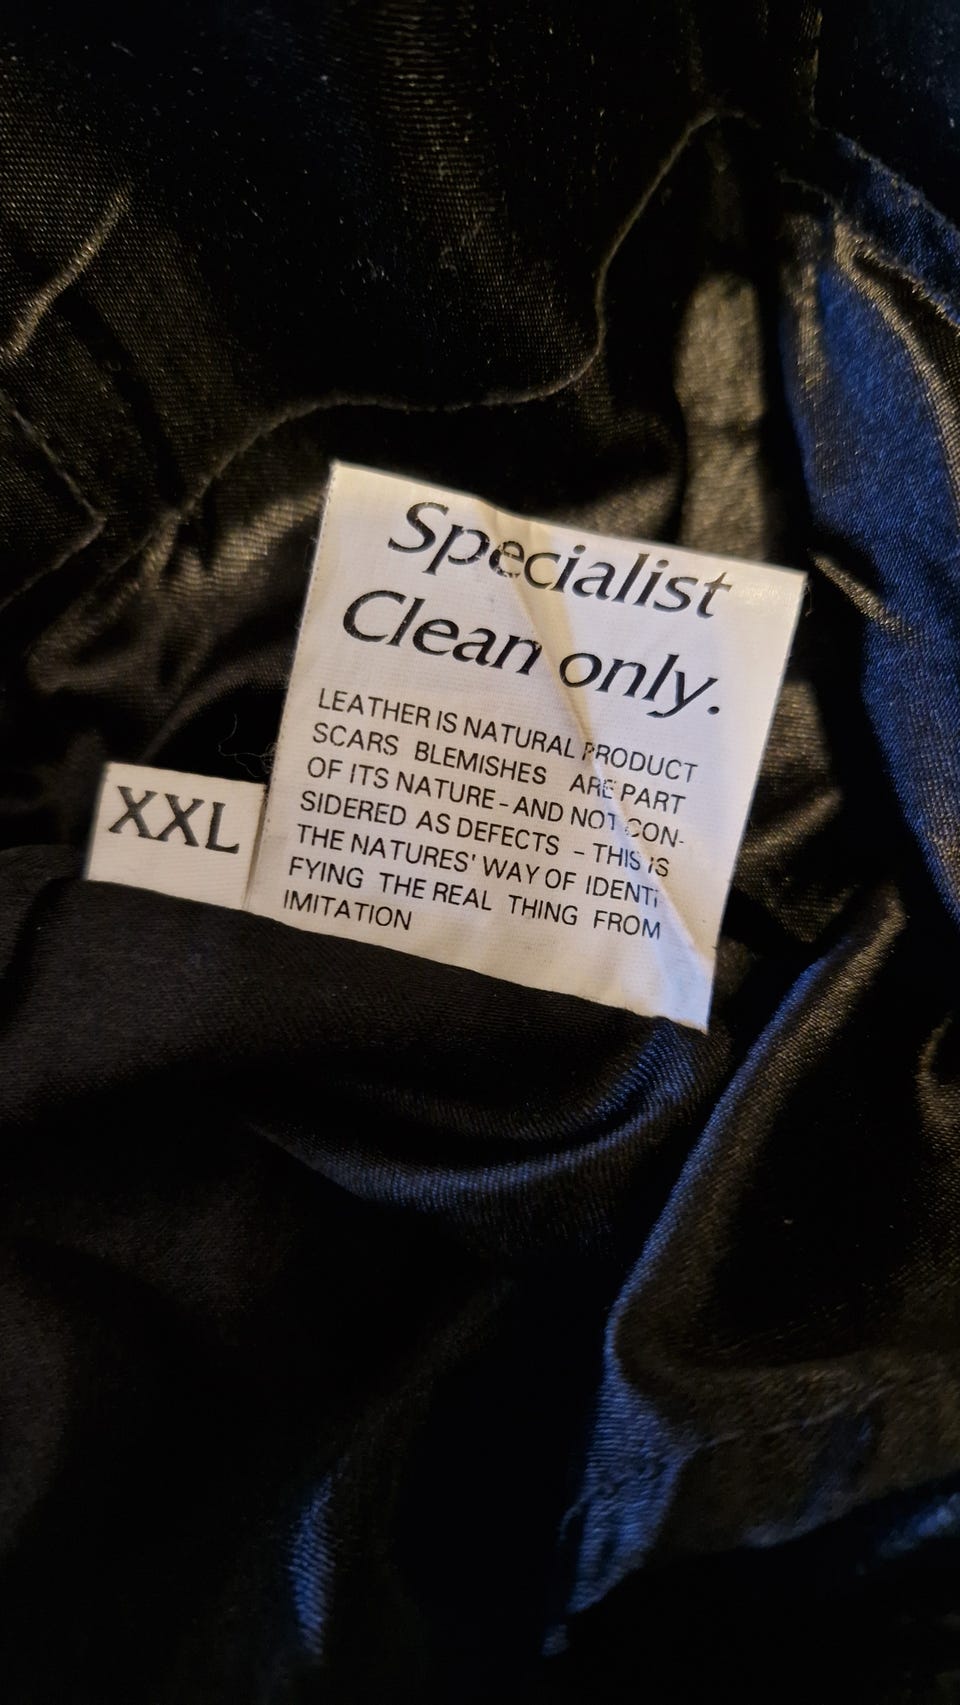 Specialist
Clean only.
LEATHER IS NATURAL PRODUCT
SCARS BLEMISHES ARE PART
OF ITS NATURE - AND NOT CON-
SIDERED AS DEFECTS - THIS IS
THE NATURES' WAY OF IDENTI
FYING THE REAL THING FROM
IMITATION
XXL